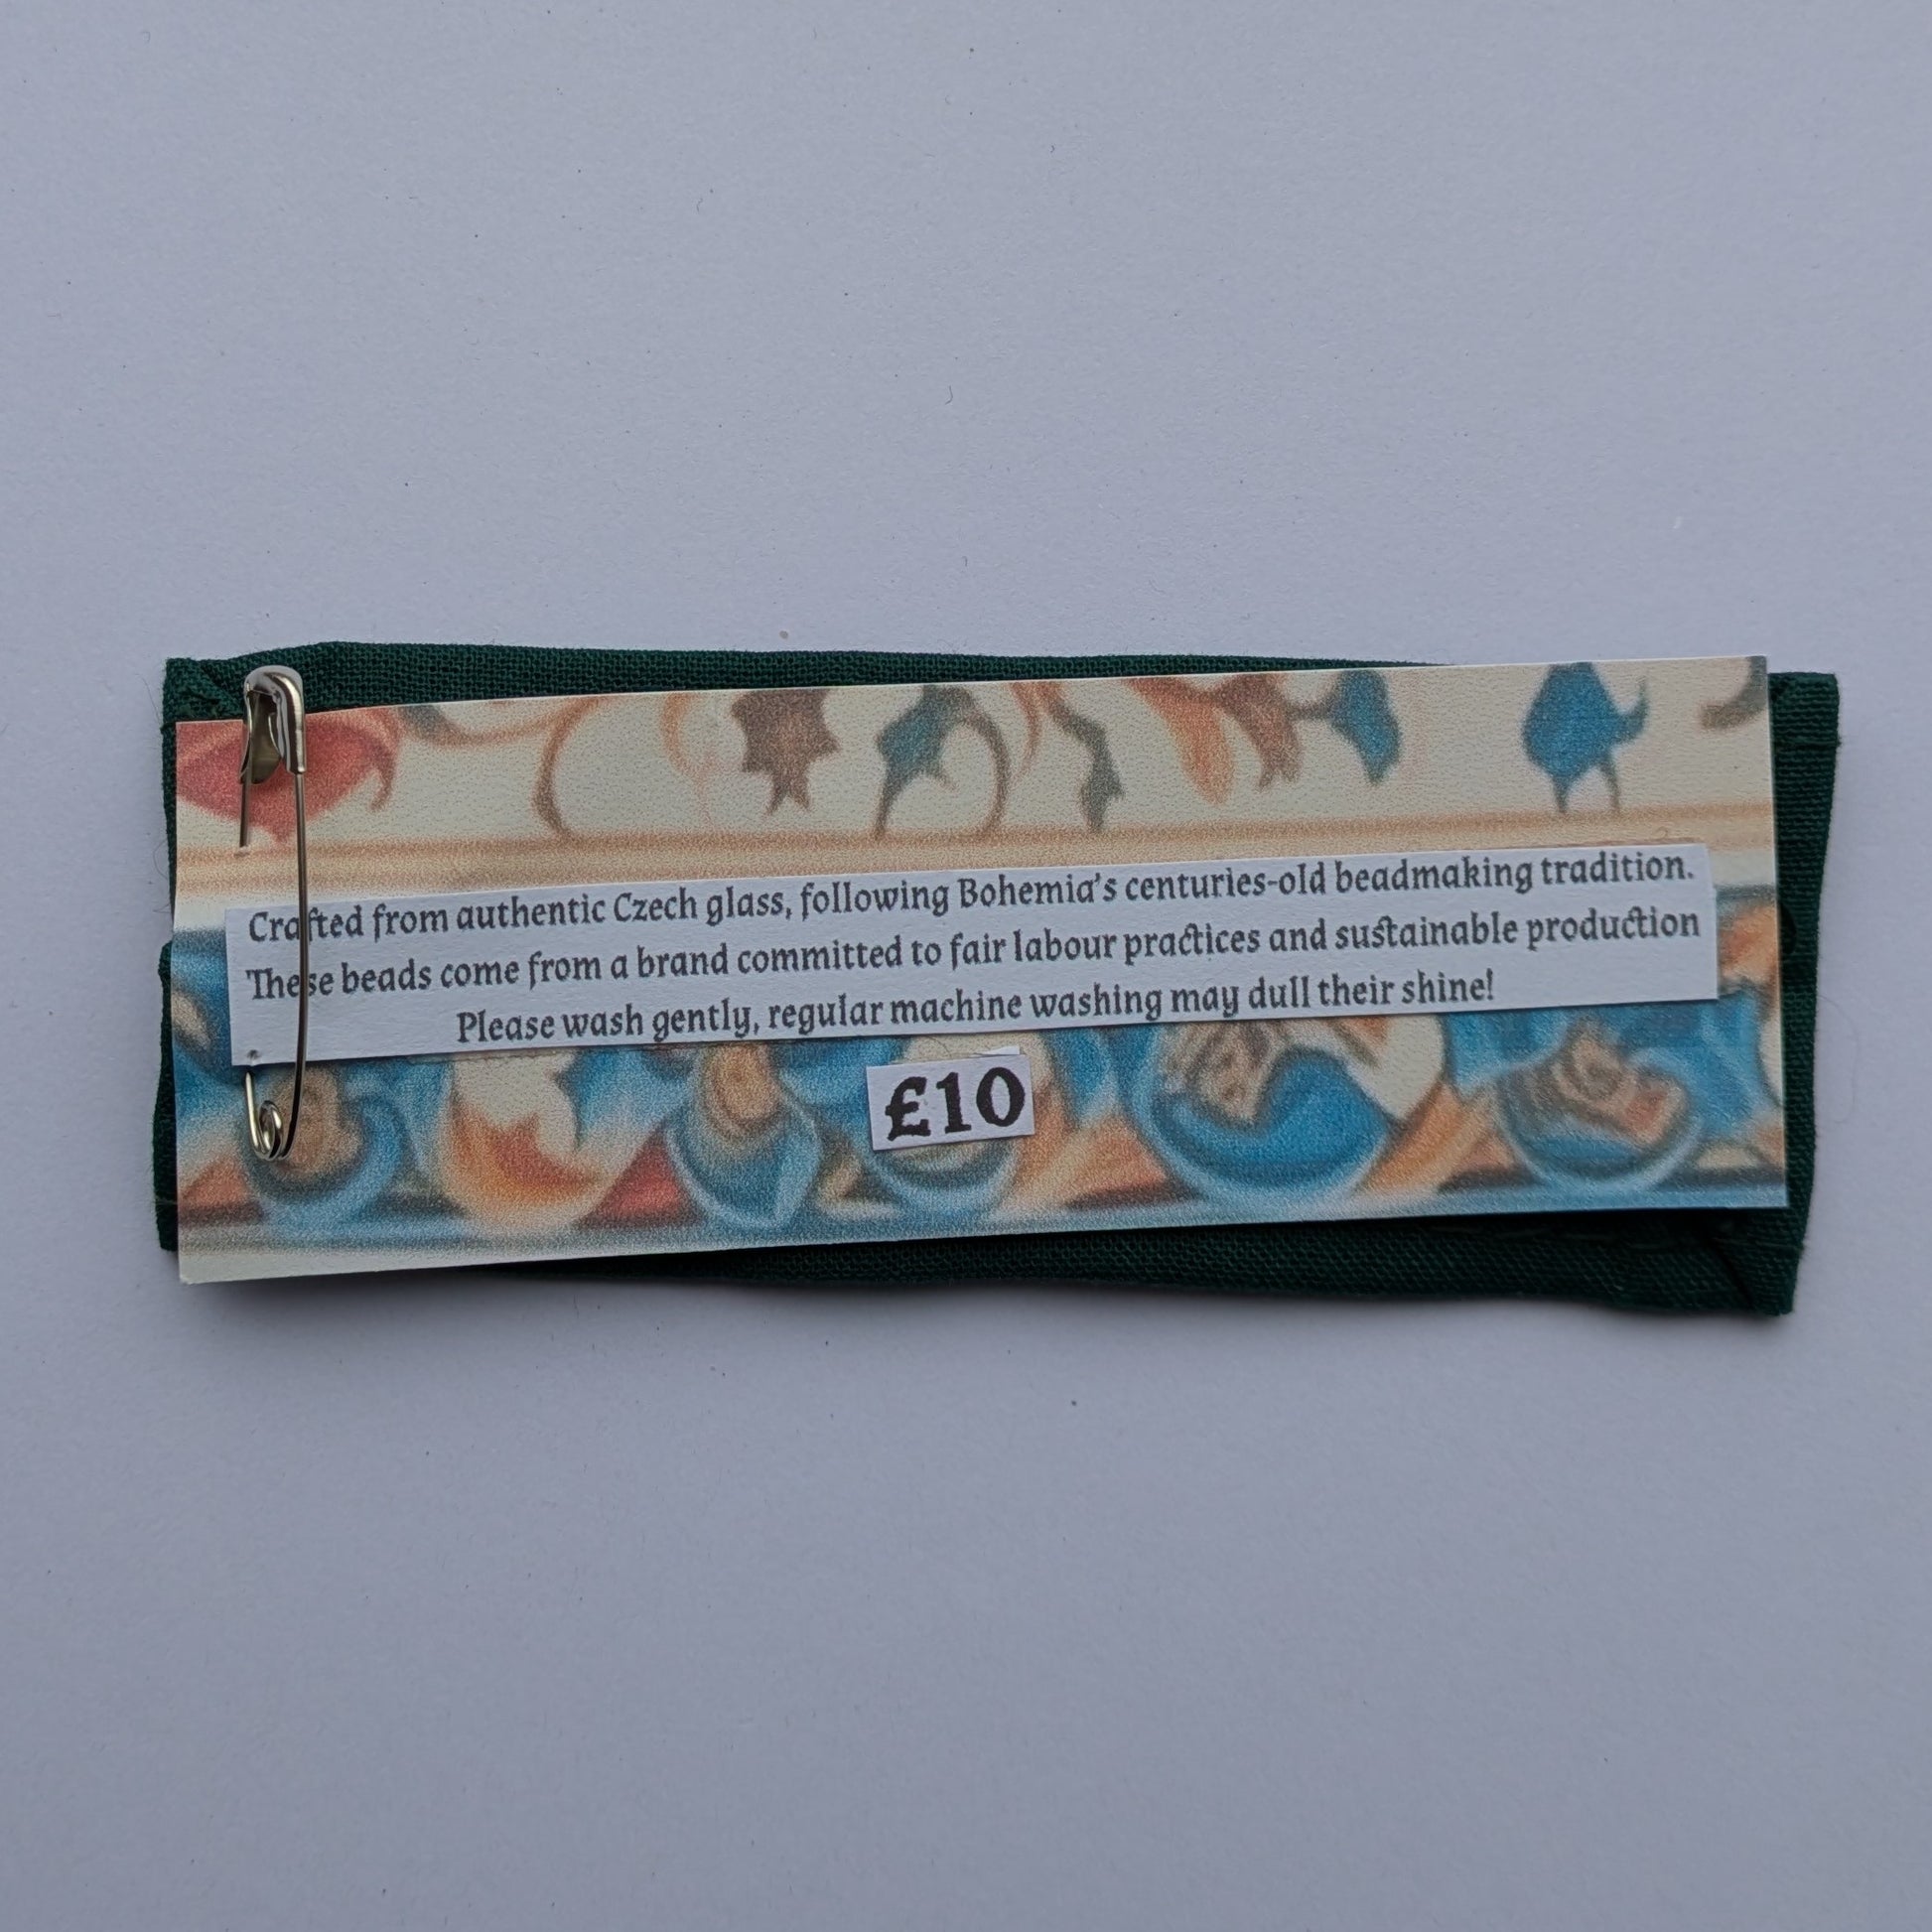 Crafted from authentic Czech glass, following Bohemia's centuries-old beadmaking tradition.
These beads come from a brand committed to fair labour practices and sustainable production
Please wash gently, regular machine washing may dull their shine!
£10